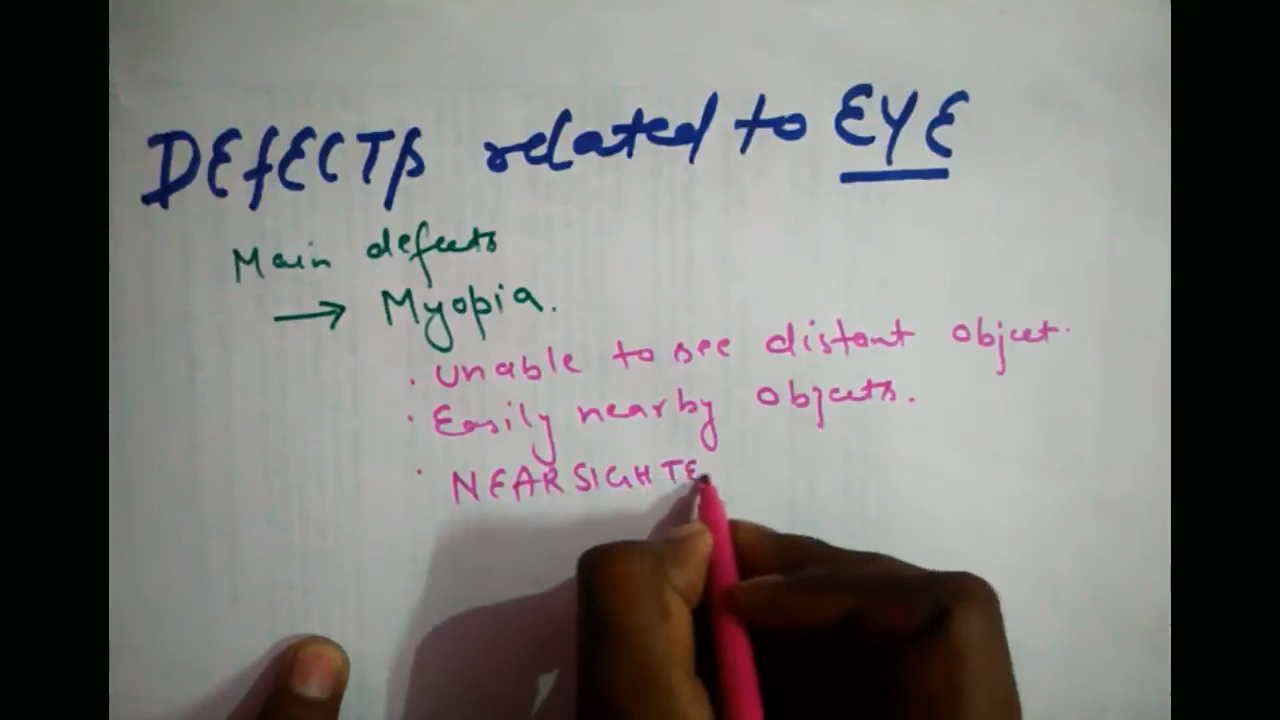 DEFECTS related to EYE
Main defects
→ Myopia.
. unable to see distant object.
. Easily nearby objects.
. NEARSIGHTE